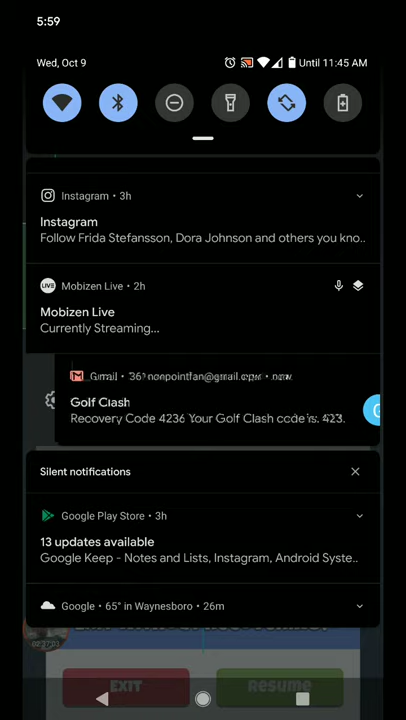 5:59
Wed, Oct 9
Until 11:45 AM
Instagram • 3h
Instagram
Follow Frida Stefansson, Dora Johnson and others you kno..
LIVE Mobizen Live • 2h
Mobizen Live
Currently Streaming...
Gmail • now
Golf Clash
Recovery Code 4236 Your Golf Clash code is. 423.
Silent notifications
Google Play Store • 3h
13 updates available
Google Keep - Notes and Lists, Instagram, Android Syste..
Google • 65° in Waynesboro • 26m
EXIT
RESUME